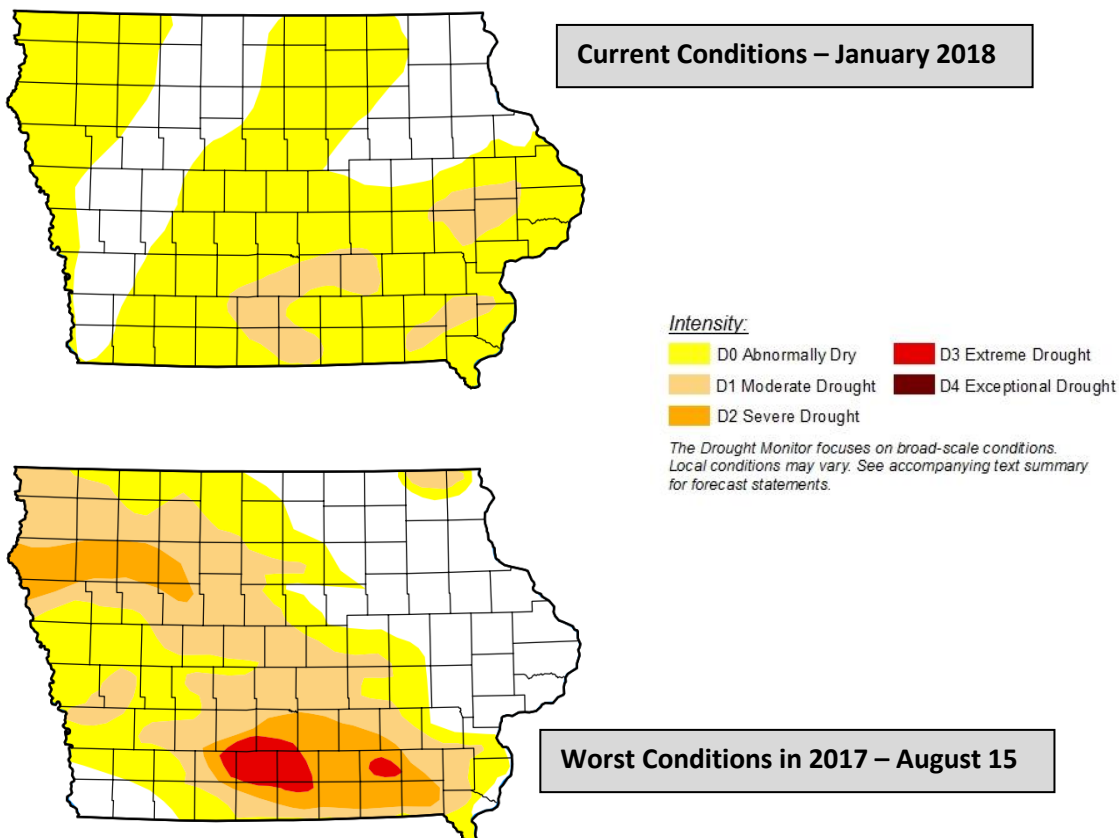 Current Conditions – January 2018
Intensity:
D0 Abnormally Dry
D1 Moderate Drought
D2 Severe Drought
D3 Extreme Drought
D4 Exceptional Drought
The Drought Monitor focuses on broad-scale conditions.
Local conditions may vary. See accompanying text summary
for forecast statements.
Worst Conditions in 2017 – August 15